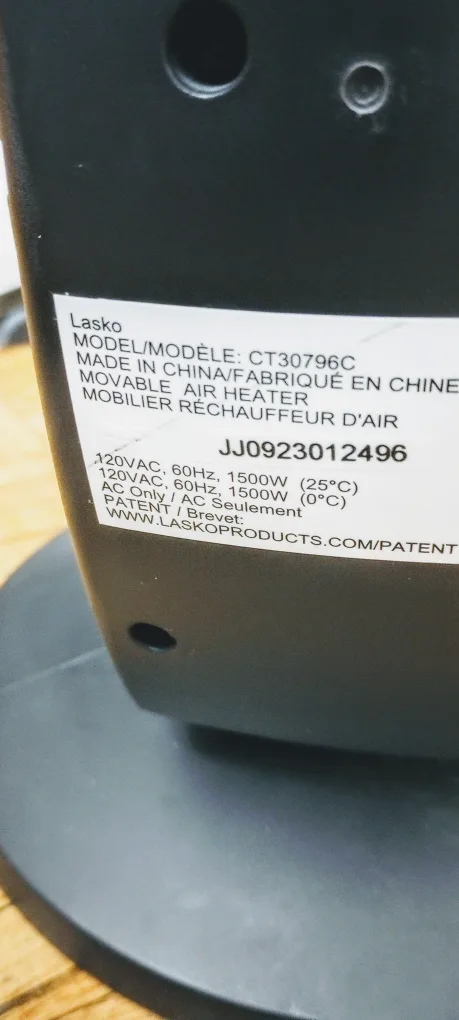 Lasko
MODEL/MODÈLE: CT30796C
MADE IN CHINA/FABRIQUÉ EN CHINE
MOVABLE AIR HEATER
MOBILIER RÉCHAUFFEUR D'AIR
JJ0923012496
120VAC, 60Hz, 1500W (25°C)
120VAC, 60Hz, 1500W (0°C)
AC Only / AC Seulement
PATENT / Brevet:
WWW.LASKOPRODUCTS.COM/PATENT